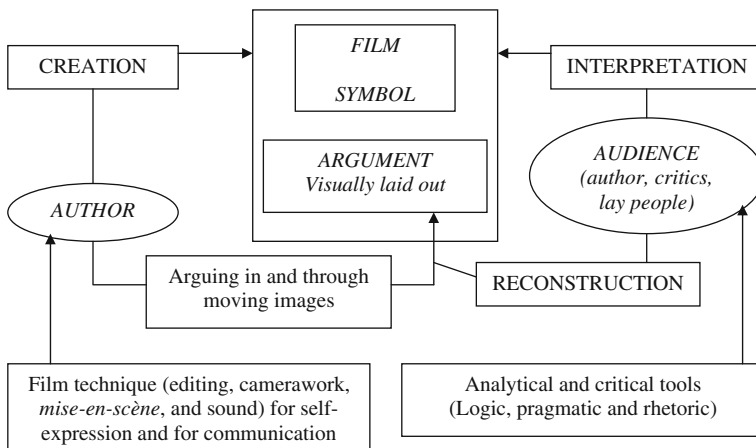 CREATION
FILM
SYMBOL
INTERPRETATION
ARGUMENT
Visually laid out
AUDIENCE
(author, critics,
lay people)
AUTHOR
Arguing in and through
moving images
RECONSTRUCTION
Film technique (editing, camerawork,
mise-en-scène, and sound) for self-
expression and for communication
Analytical and critical tools
(Logic, pragmatic and rhetoric)